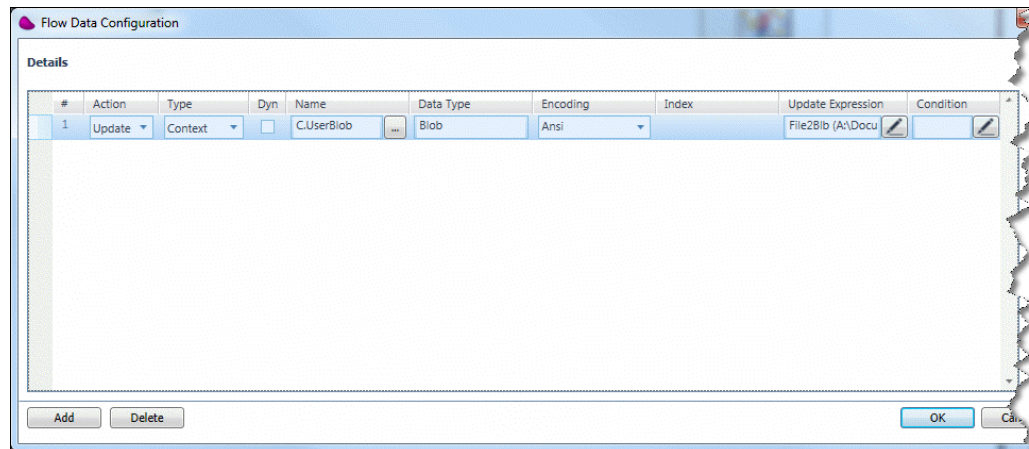 Flow Data Configuration
Details
# Action Type Dyn Name Data Type Encoding Index Update Expression Condition
1 Update Context C.UserBlob ... Blob Ansi File2Blb (A:\Docu
Add Delete OK